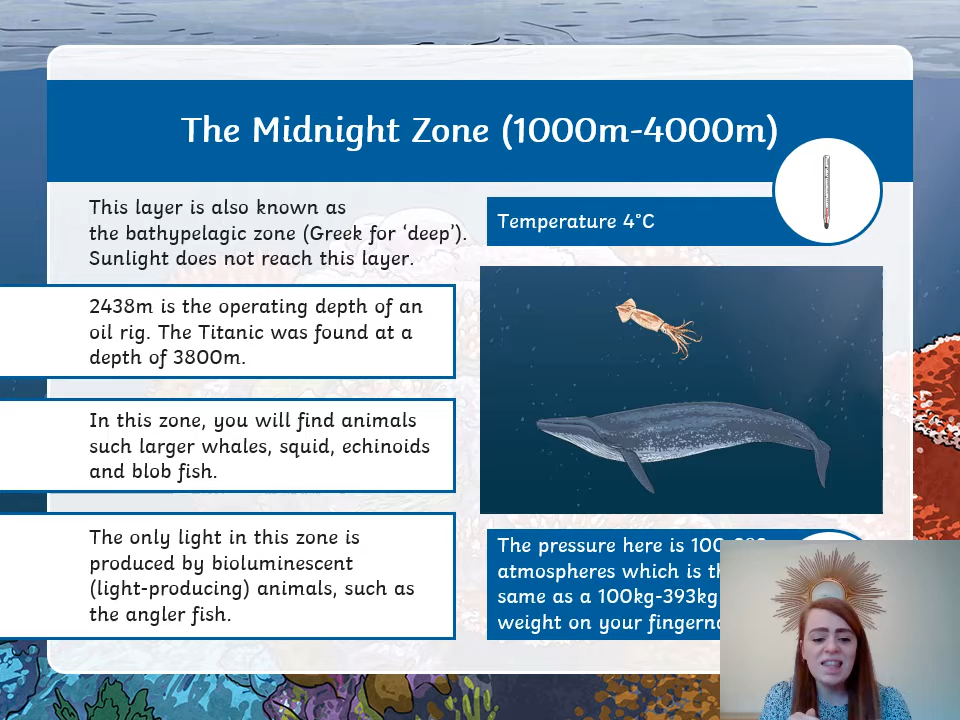 The Midnight Zone (1000m-4000m)
This layer is also known as
the bathypelagic zone (Greek for ‘deep’).
Sunlight does not reach this layer.
2438m is the operating depth of an
oil rig. The Titanic was found at a
depth of 3800m.
In this zone, you will find animals
such larger whales, squid, echinoids
and blob fish.
The only light in this zone is
produced by bioluminescent
(light-producing) animals, such as
the angler fish.
Temperature 4°C
The pressure here is
atmospheres which is
same as a 100kg-393kg
weight on your